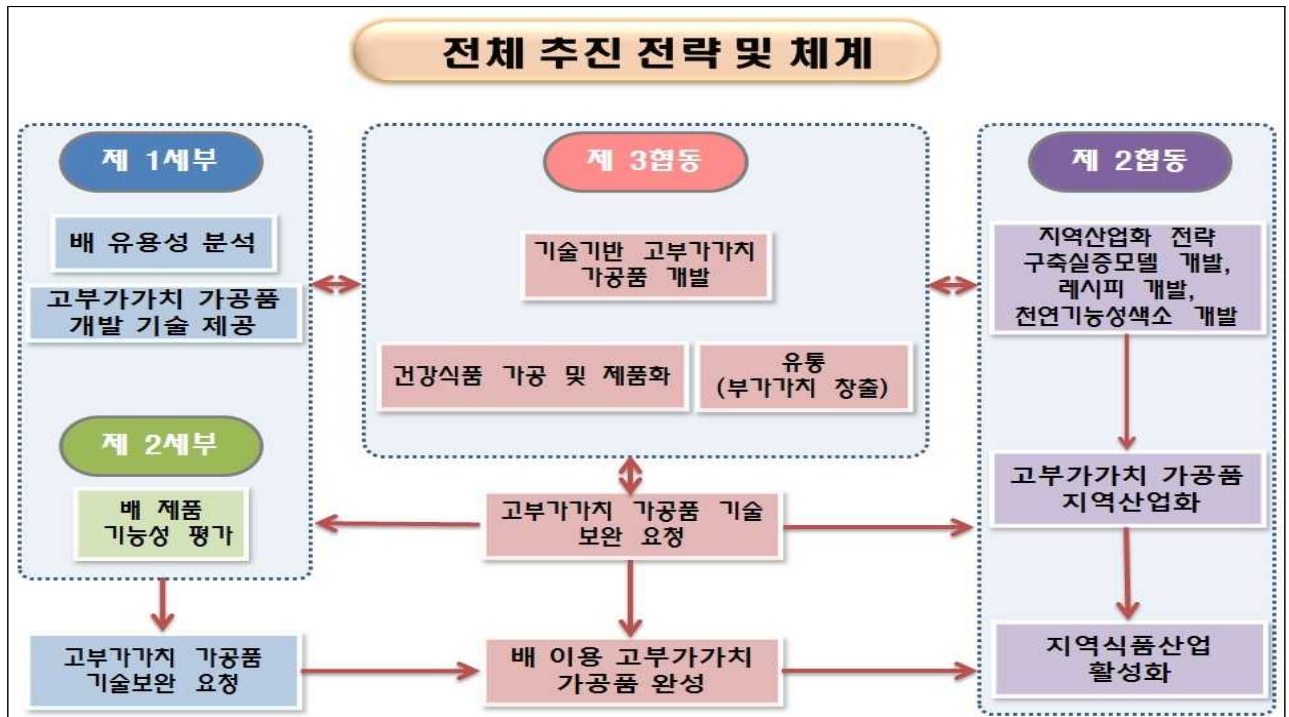 전체 추진 전략 및 체계
제 1세부
배 유용성 분석
고부가가치 가공품
개발 기술 제공
제 2세부
배 제품
기능성 평가
고부가가치 가공품
기술보완 요청
제 3협동
기술기반 고부가가치
가공품 개발
건강식품 가공 및 제품화
유통
(부가가치 창출)
고부가가치 가공품 기술
보완 요청
배 이용 고부가가치
가공품 완성
제 2협동
지역산업화 전략
구축실증모델 개발,
레시피 개발,
천연기능성색소 개발
고부가가치 가공품
지역산업화
지역식품산업
활성화